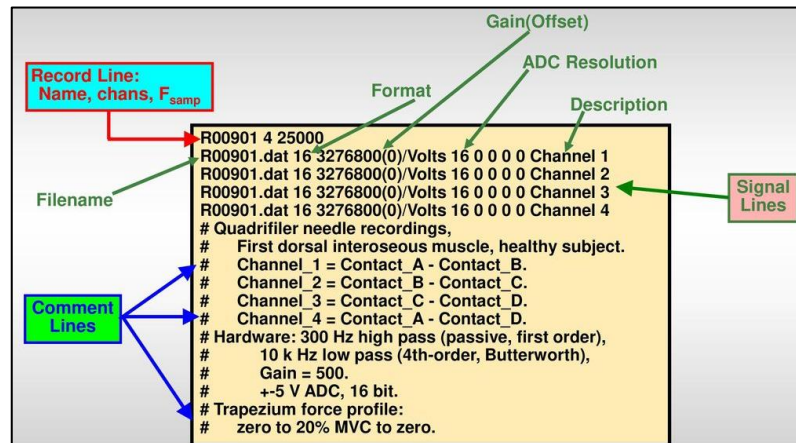 Gain(Offset)
ADC Resolution
Record Line:
Name, chans, Fsamp
Format
Description
R00901 4 25000
R00901.dat 16 3276800(0)/Volts 16 0 0 0 0 Channel 1
R00901.dat 16 3276800(0)/Volts 16 0 0 0 0 Channel 2
R00901.dat 16 3276800(0)/Volts 16 0 0 0 0 Channel 3
R00901.dat 16 3276800(0)/Volts 16 0 0 0 0 Channel 4
Filename
Signal
Lines
# Quadrifiler needle recordings,
# First dorsal interoseous muscle, healthy subject.
# Channel_1 = Contact_A - Contact_B.
# Channel_2 = Contact_B - Contact_C.
# Channel_3 = Contact_C - Contact_D.
# Channel_4 = Contact_A - Contact_D.
Comment
Lines
# Hardware: 300 Hz high pass (passive, first order),
# 10 k Hz low pass (4th-order, Butterworth),
# Gain = 500.
# +-5 V ADC, 16 bit.
# Trapezium force profile:
# zero to 20% MVC to zero.